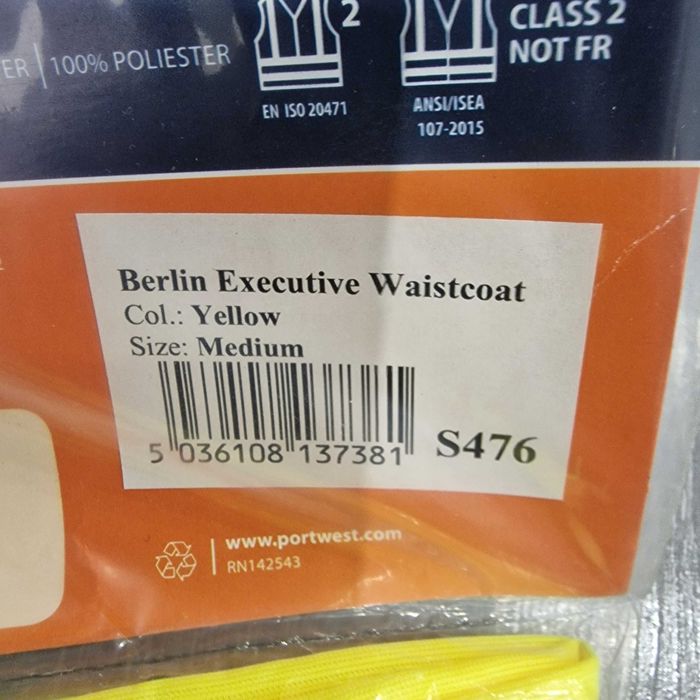 ER | 100% POLIESTER
2
EN ISO 20471
ANSI/ISEA
107-2015
CLASS 2
NOT FR
Berlin Executive Waistcoat
Col.: Yellow
Size: Medium
5 036108 137381
S476
www.portwest.com
RN142543